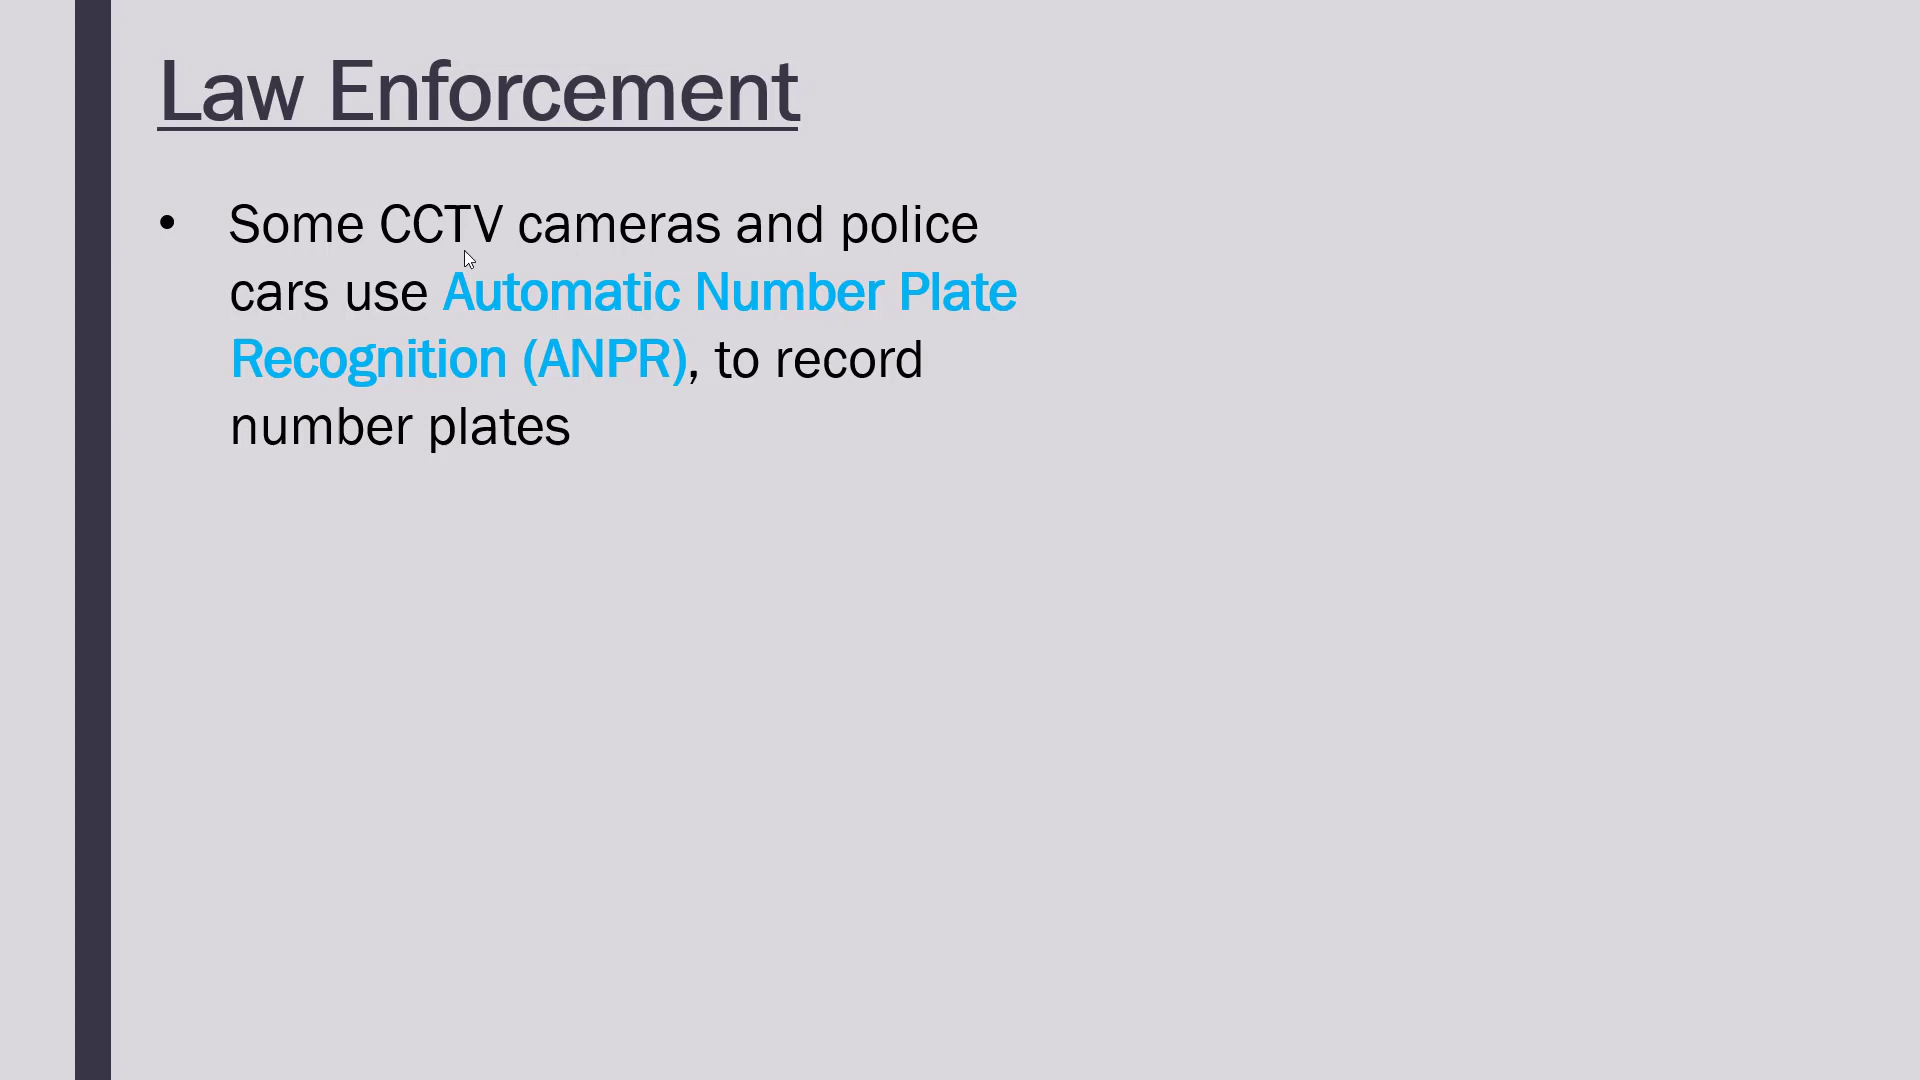 Law Enforcement
• Some CCTV cameras and police
cars use Automatic Number Plate
Recognition (ANPR), to record
number plates